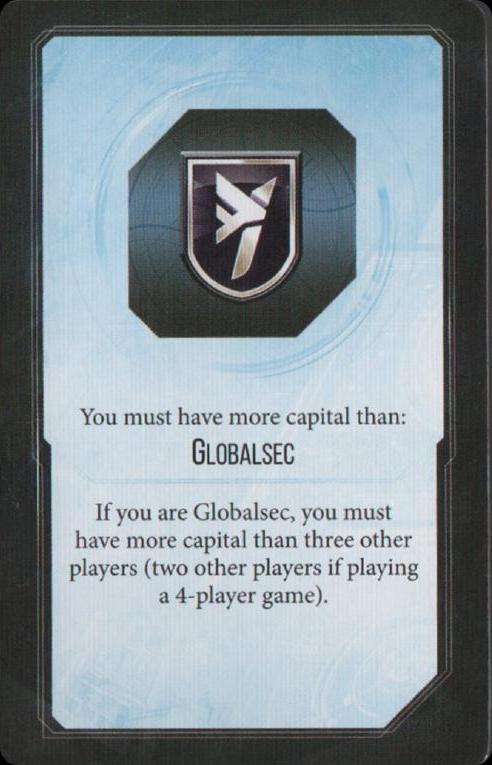 You must have more capital than:
GLOBALSEC
If you are Globalsec, you must
have more capital than three other
players (two other players if playing
a 4-player game).